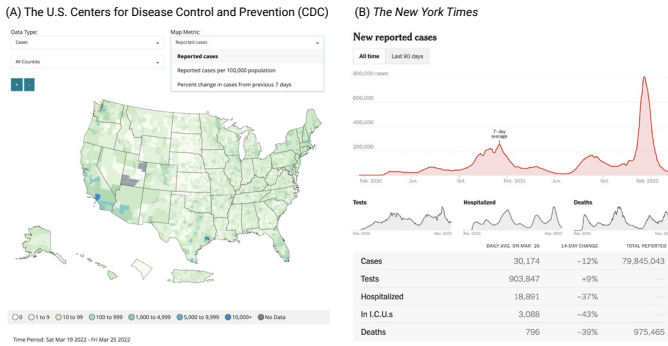 (A) The U.S. Centers for Disease Control and Prevention (CDC)
Data Type:
Cases
All Counties
Map Metric:
Reported cases
Reported cases
Reported cases per 100,000 population
Percent change in cases from previous 7 days
+ -
0 1 to 9 10 to 99 100 to 999 1,000 to 4,999 5,000 to 9,999 10,000+ No Data
Time Period: Sat Mar 19 2022 - Fri Mar 25 2022
(B) The New York Times
New reported cases
All time Last 90 days
800,000 cases
600,000
400,000
200,000
7–day
average
Feb. 2020 Jun. Oct. Feb. 2021 Jun. Oct. Feb. 2022
Tests Hospitalized Deaths
Feb. 2020 Mar. 2022
DAILY AVG. ON MAR. 26 14-DAY CHANGE TOTAL REPORTED
Cases 30,174 –12% 79,845,043
Tests 903,847 +9% —
Hospitalized 18,891 –37% —
In I.C.U.s 3,088 –43% —
Deaths 796 –39% 975,465